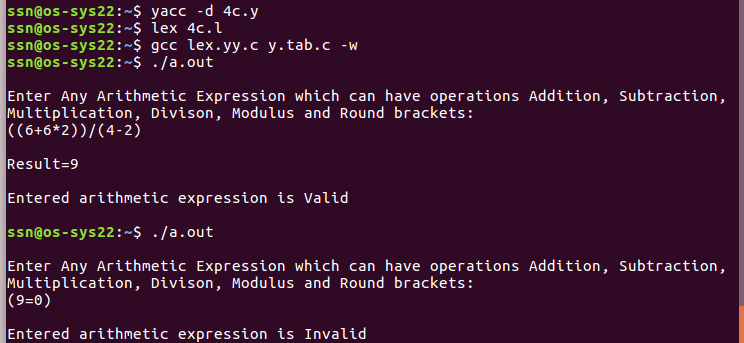 ssn@os-sys22:~$ yacc -d 4c.y
ssn@os-sys22:~$ lex 4c.l
ssn@os-sys22:~$ gcc lex.yy.c y.tab.c -w
ssn@os-sys22:~$ ./a.out
Enter Any Arithmetic Expression which can have operations Addition, Subtraction,
Multiplication, Divison, Modulus and Round brackets:
((6+6*2))/(4-2)
Result=9
Entered arithmetic expression is Valid
ssn@os-sys22:~$ ./a.out
Enter Any Arithmetic Expression which can have operations Addition, Subtraction,
Multiplication, Divison, Modulus and Round brackets:
(9=0)
Entered arithmetic expression is Invalid